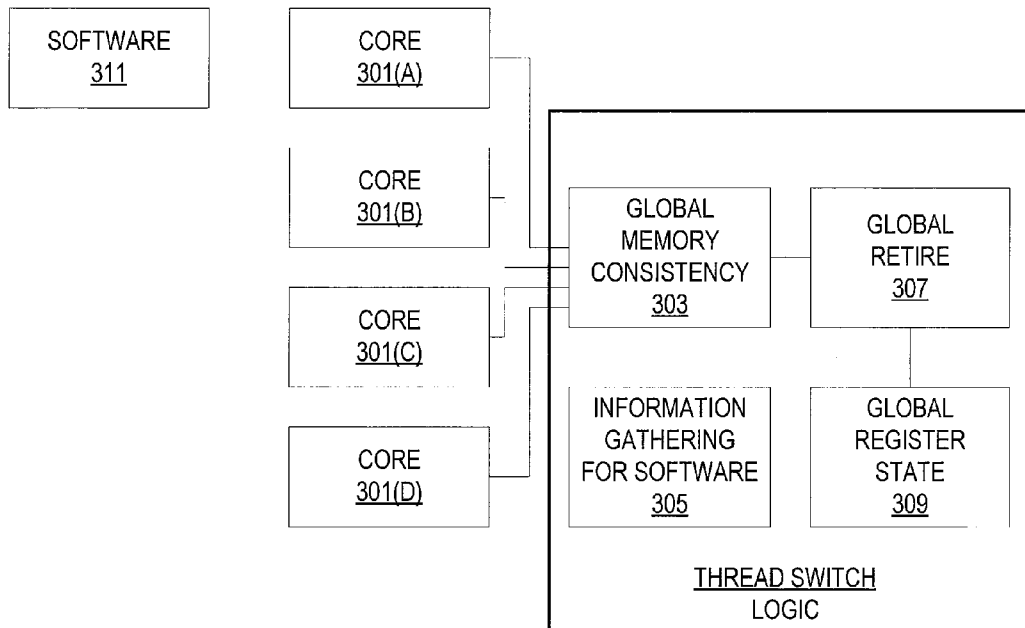 SOFTWARE
311
CORE
301(A)
CORE
301(B)
CORE
301(C)
CORE
301(D)
GLOBAL
MEMORY
CONSISTENCY
303
GLOBAL
RETIRE
307
INFORMATION
GATHERING
FOR SOFTWARE
305
GLOBAL
REGISTER
STATE
309
THREAD SWITCH
LOGIC